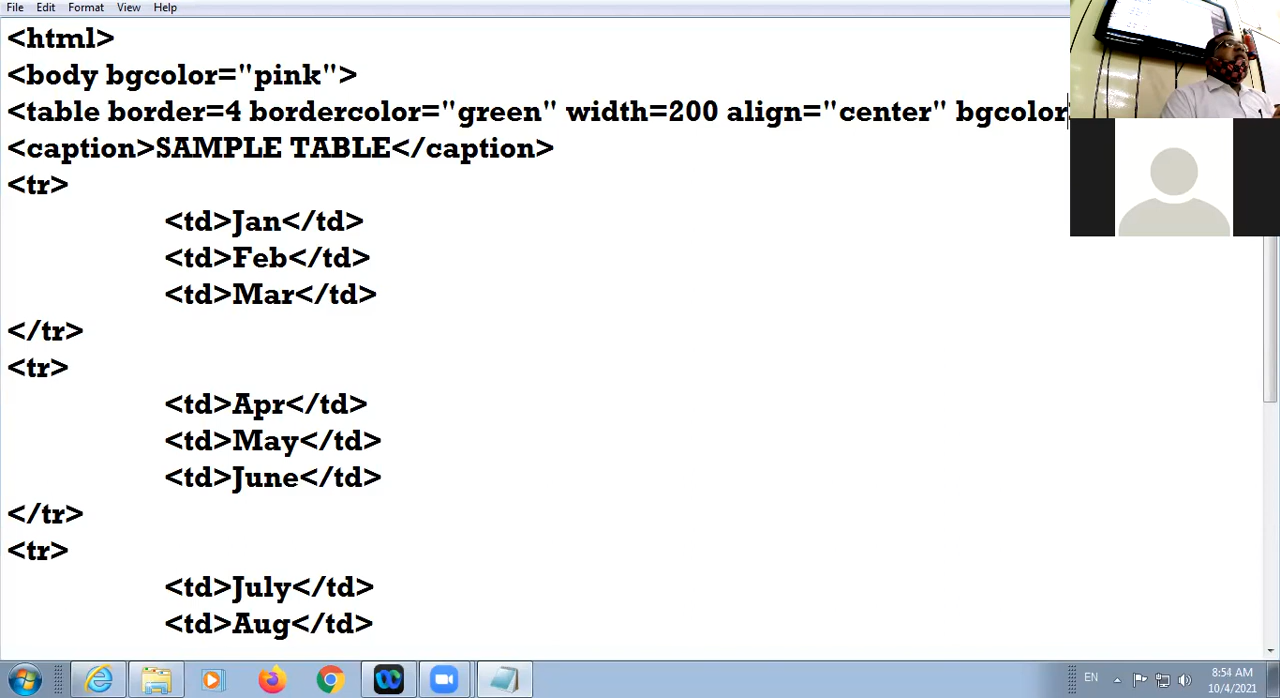 File Edit Format View Help
<html>
<body bgcolor="pink">
<table border=4 bordercolor="green" width=200 align="center" bgcolor
<caption>SAMPLE TABLE</caption>
<tr>
<td>Jan</td>
<td>Feb</td>
<td>Mar</td>
</tr>
<tr>
<td>Apr</td>
<td>May</td>
<td>June</td>
</tr>
<tr>
<td>July</td>
<td>Aug</td>
EN
8:54 AM
10/4/2021